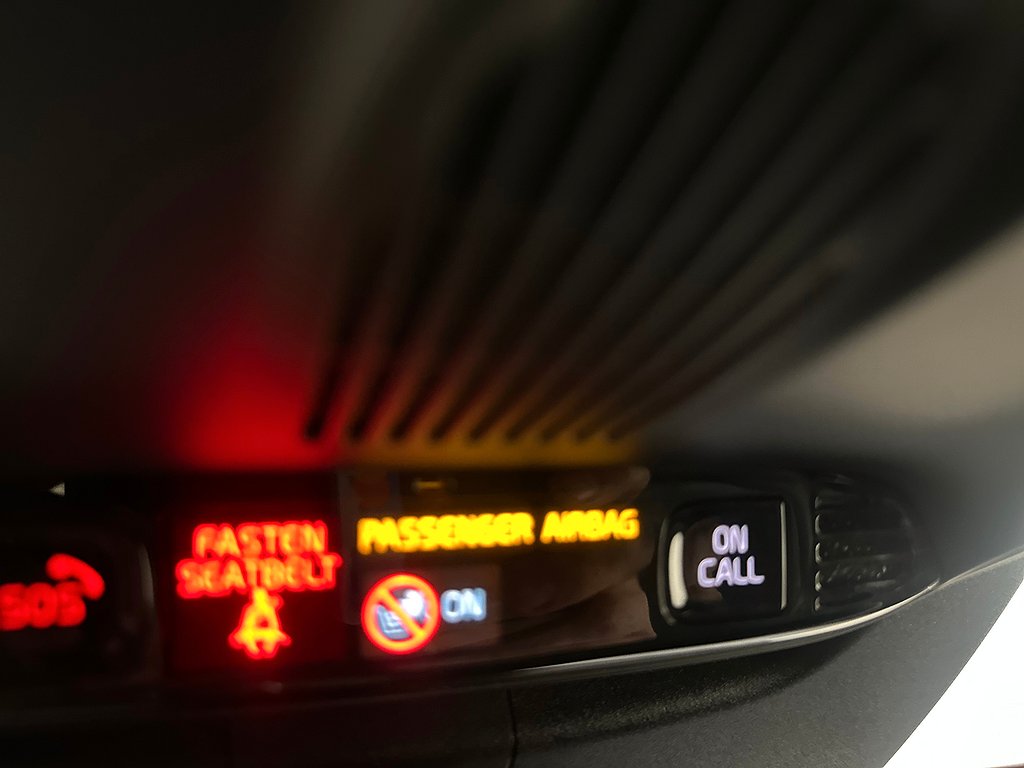 SOS
FASTEN
SEATBELT
PASSENGER AIRBAG
ON
ON
CALL